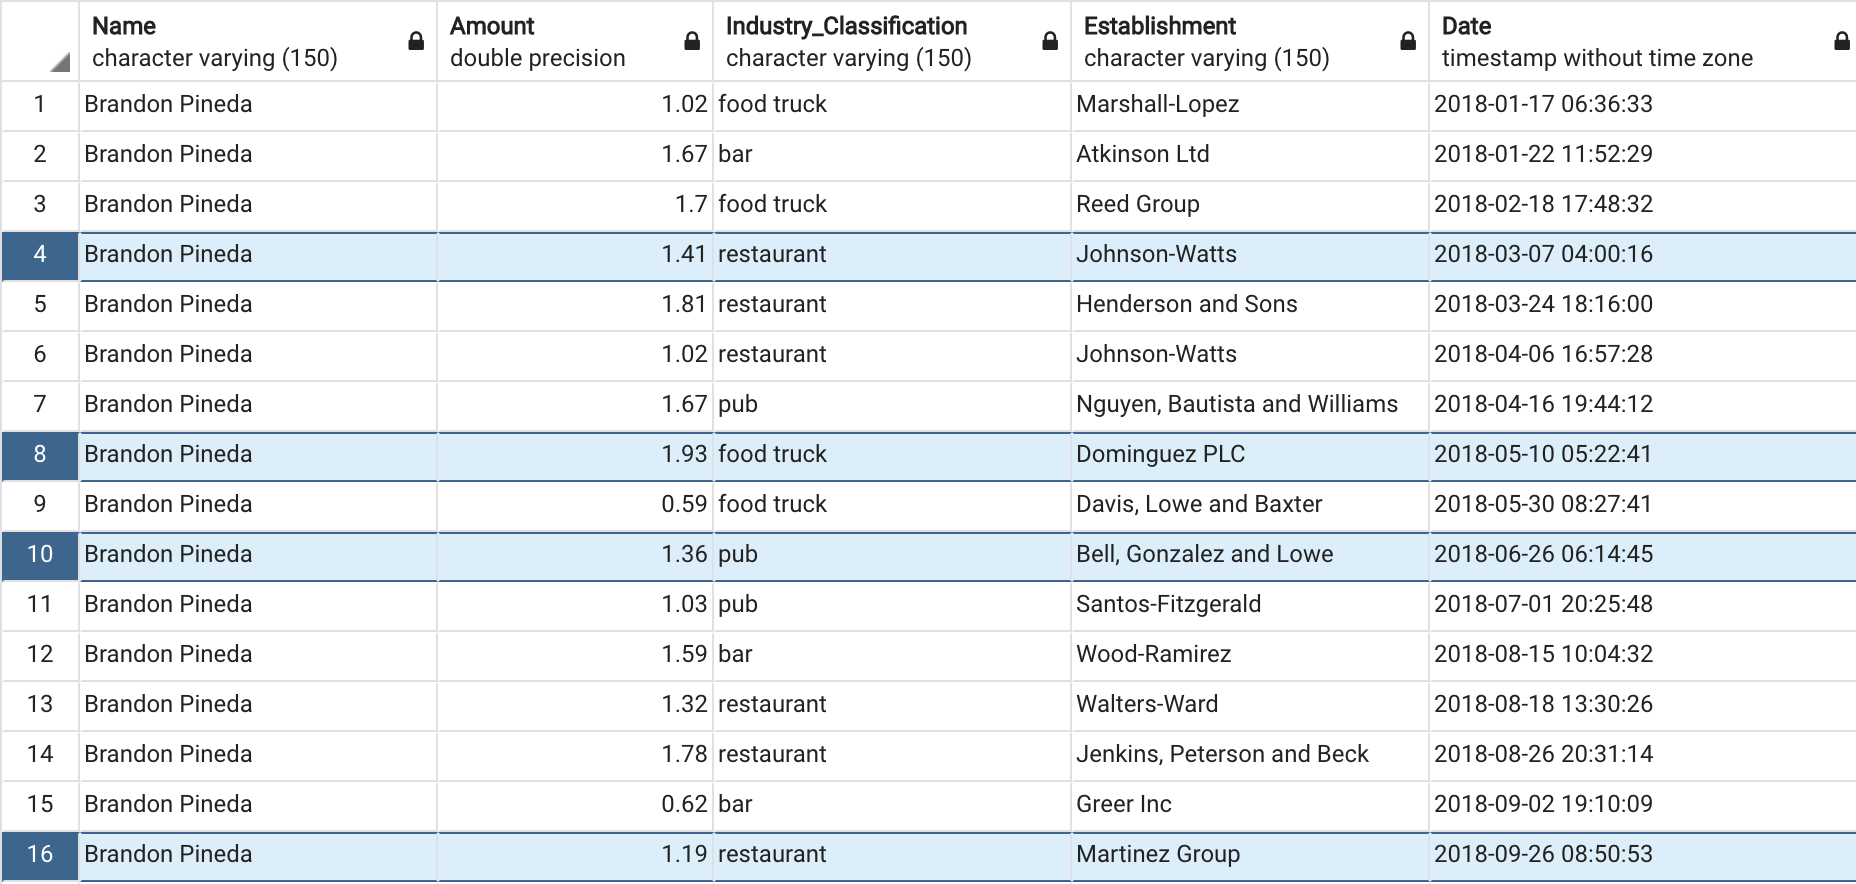 Name Amount Industry_Classification Establishment Date
character varying (150) double precision character varying (150) character varying (150) timestamp without time zone
1 Brandon Pineda 1.02 food truck Marshall-Lopez 2018-01-17 06:36:33
2 Brandon Pineda 1.67 bar Atkinson Ltd 2018-01-22 11:52:29
3 Brandon Pineda 1.7 food truck Reed Group 2018-02-18 17:48:32
4 Brandon Pineda 1.41 restaurant Johnson-Watts 2018-03-07 04:00:16
5 Brandon Pineda 1.81 restaurant Henderson and Sons 2018-03-24 18:16:00
6 Brandon Pineda 1.02 restaurant Johnson-Watts 2018-04-06 16:57:28
7 Brandon Pineda 1.67 pub Nguyen, Bautista and Williams 2018-04-16 19:44:12
8 Brandon Pineda 1.93 food truck Dominguez PLC 2018-05-10 05:22:41
9 Brandon Pineda 0.59 food truck Davis, Lowe and Baxter 2018-05-30 08:27:41
10 Brandon Pineda 1.36 pub Bell, Gonzalez and Lowe 2018-06-26 06:14:45
11 Brandon Pineda 1.03 pub Santos-Fitzgerald 2018-07-01 20:25:48
12 Brandon Pineda 1.59 bar Wood-Ramirez 2018-08-15 10:04:32
13 Brandon Pineda 1.32 restaurant Walters-Ward 2018-08-18 13:30:26
14 Brandon Pineda 1.78 restaurant Jenkins, Peterson and Beck 2018-08-26 20:31:14
15 Brandon Pineda 0.62 bar Greer Inc 2018-09-02 19:10:09
16 Brandon Pineda 1.19 restaurant Martinez Group 2018-09-26 08:50:53